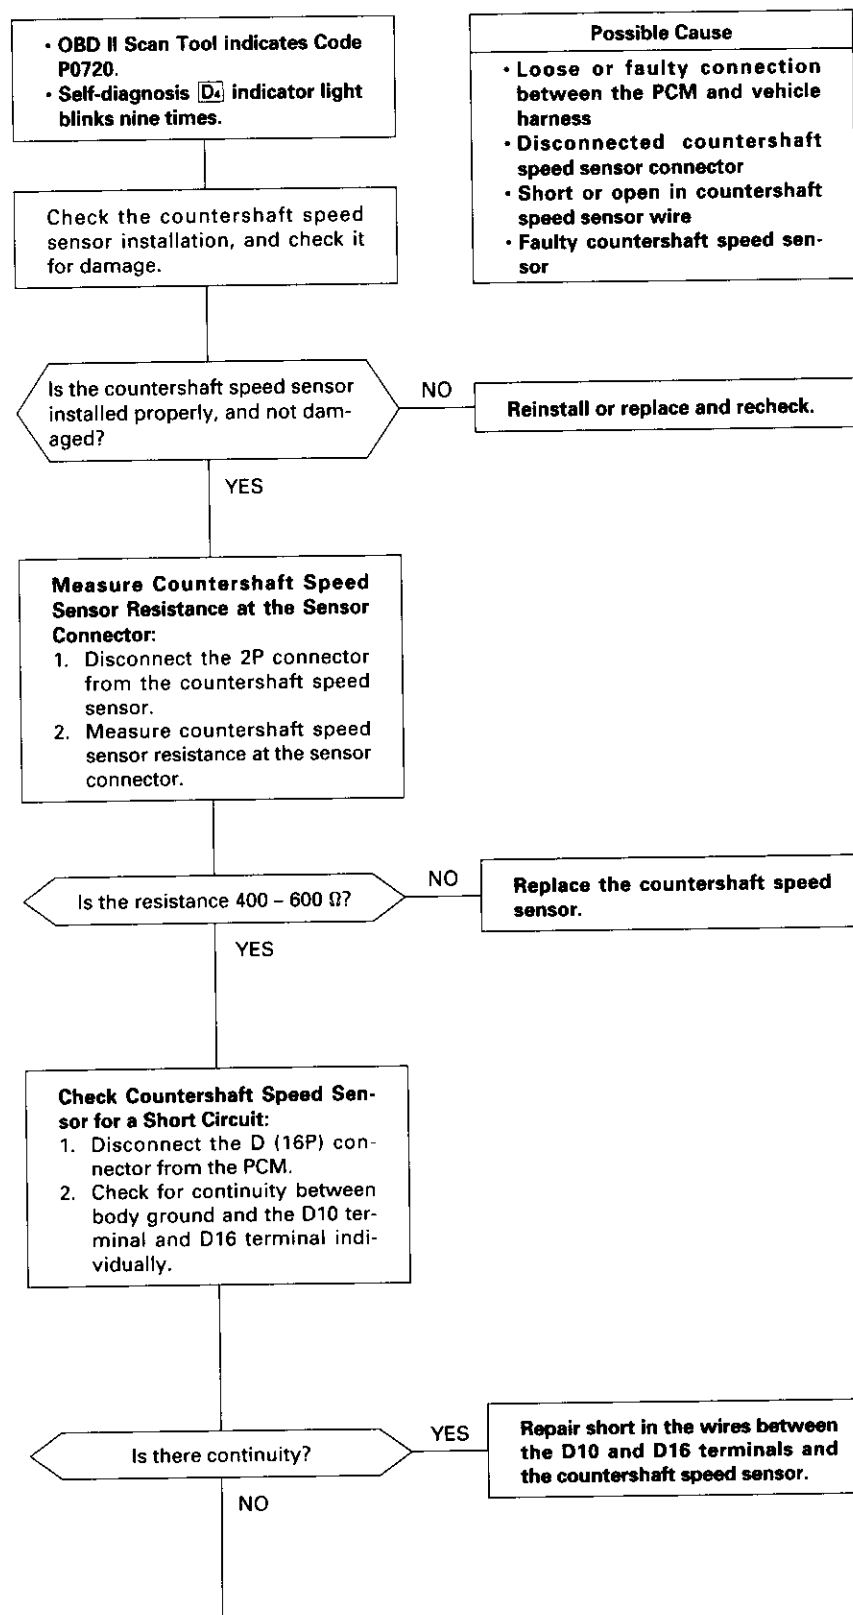 • OBD II Scan Tool indicates Code
P0720.
• Self-diagnosis D4 indicator light
blinks nine times.
Possible Cause
• Loose or faulty connection
between the PCM and vehicle
harness
• Disconnected countershaft
speed sensor connector
• Short or open in countershaft
speed sensor wire
• Faulty countershaft speed sen-
sor
Check the countershaft speed
sensor installation, and check it
for damage.
Is the countershaft speed sensor
installed properly, and not dam-
aged?
NO
Reinstall or replace and recheck.
YES
Measure Countershaft Speed
Sensor Resistance at the Sensor
Connector:
1. Disconnect the 2P connector
from the countershaft speed
sensor.
2. Measure countershaft speed
sensor resistance at the sensor
connector.
Is the resistance 400 – 600 Ω?
NO
Replace the countershaft speed
sensor.
YES
Check Countershaft Speed Sen-
sor for a Short Circuit:
1. Disconnect the D (16P) con-
nector from the PCM.
2. Check for continuity between
body ground and the D10 ter-
minal and D16 terminal indi-
vidually.
Is there continuity?
YES
Repair short in the wires between
the D10 and D16 terminals and
the countershaft speed sensor.
NO